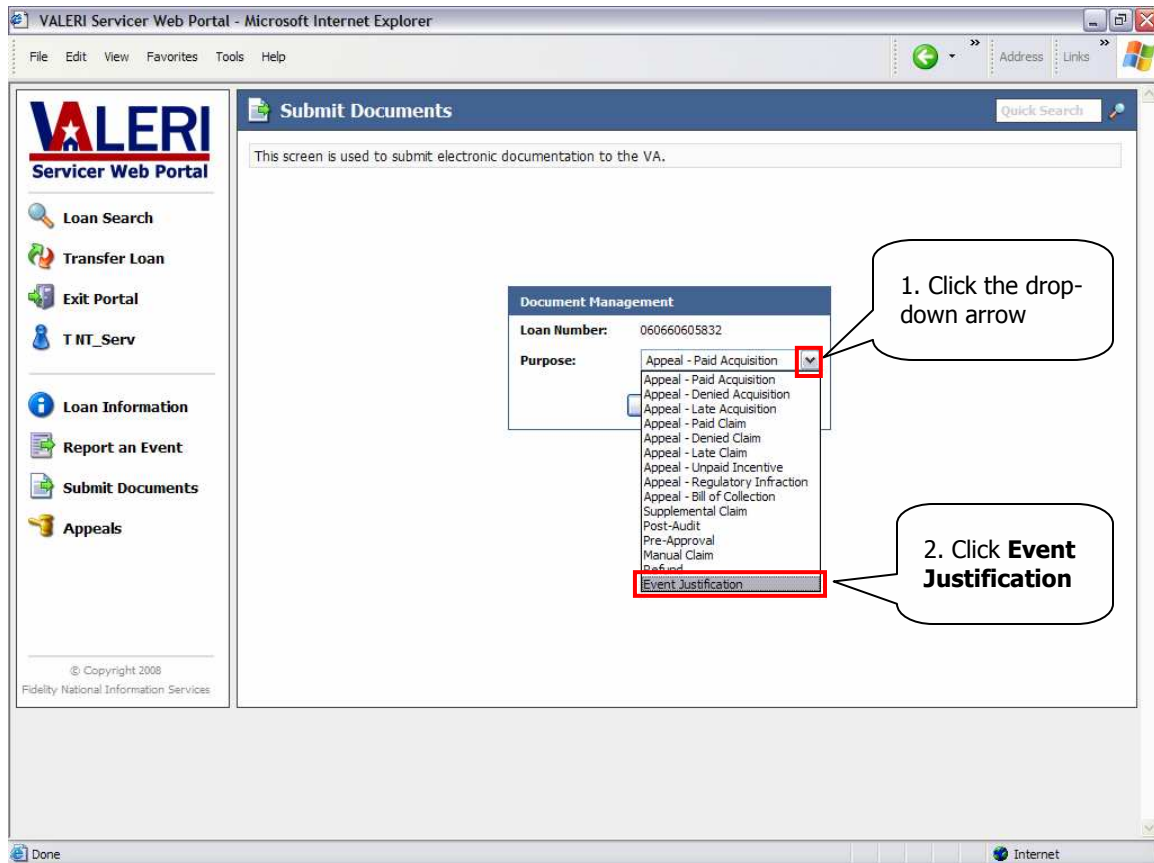 VALERI Servicer Web Portal - Microsoft Internet Explorer
File Edit View Favorites Tools Help
» Address Links »
VALERI
Servicer Web Portal
Loan Search
Transfer Loan
Exit Portal
T NT_Serv
Loan Information
Report an Event
Submit Documents
Appeals
© Copyright 2008
Fidelity National Information Services
Submit Documents
Quick Search
This screen is used to submit electronic documentation to the VA.
Document Management
Loan Number: 060660605832
Purpose: Appeal - Paid Acquisition
Appeal - Paid Acquisition
Appeal - Denied Acquisition
Appeal - Late Acquisition
Appeal - Paid Claim
Appeal - Denied Claim
Appeal - Late Claim
Appeal - Unpaid Incentive
Appeal - Regulatory Infraction
Appeal - Bill of Collection
Supplemental Claim
Post-Audit
Pre-Approval
Manual Claim
Refund
Event Justification
1. Click the drop-
down arrow
2. Click Event
Justification
Done
Internet